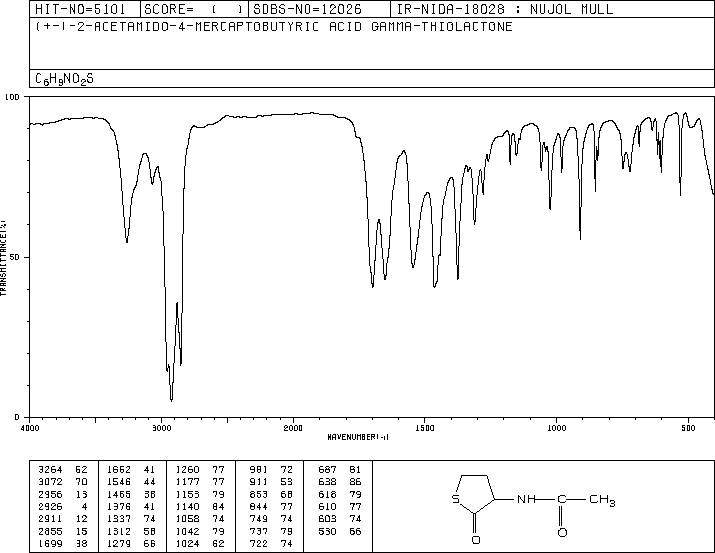 HIT-NO=5101 SCORE= ( ) SDBS-NO=12026 IR-NIDA-18028 : NUJOL MULL
(+-)-2-ACETAMIDO-4-MERCAPTOBUTYRIC ACID GAMMA-THIOLACTONE
C6H9NO2S
100
50
0
TRANSMITTANCE(%)
4000 3000 2000 1500 1000 500
WAVENUMBER(-1)
3264 52 1652 41 1260 77 981 72 687 81
3072 70 1546 44 1177 77 911 53 638 86
2956 13 1465 38 1153 79 853 68 618 79
2926 4 1376 41 1140 84 844 77 610 77
2911 12 1337 74 1058 74 749 74 603 74
2855 15 1312 58 1042 79 737 79 530 66
1699 38 1279 66 1024 62 722 74
S NH C CH3
O O